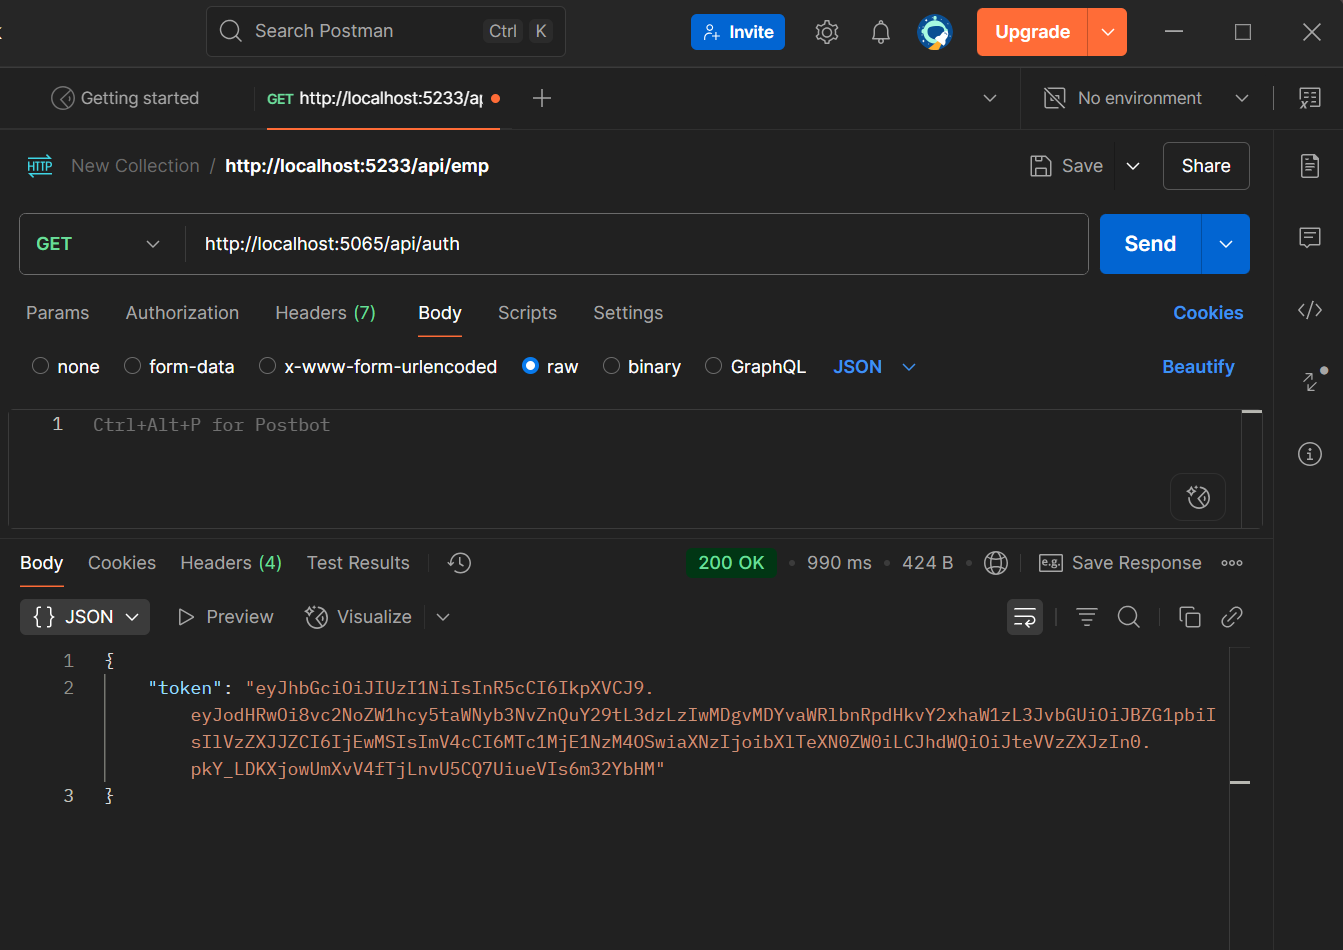 Search Postman Ctrl K Invite Upgrade
Getting started GET http://localhost:5233/ap No environment
HTTP New Collection / http://localhost:5233/api/emp Save Share
GET http://localhost:5065/api/auth Send
Params Authorization Headers (7) Body Scripts Settings Cookies
none form-data x-www-form-urlencoded raw binary GraphQL JSON Beautify
1 Ctrl+Alt+P for Postbot
Body Cookies Headers (4) Test Results 200 OK • 990 ms • 424 B • e.g. Save Response
{} JSON Preview Visualize
1 {
2 "token": "eyJhbGciOiJIUzI1NiIsInR5cCI6IkpXVCJ9.
eyJodHRwOi8vc2NoZW1hcy5taWNyb3NvZnQuY29tL3dzLzIwMDgvMDYvaWRlbnRpdHkvY2xhaW1zL3JvbGUiOiJBZG1pbiI
sIlVzZXJJZCI6IjEwMSIsImV4cCI6MTc1MjE1NzM4OSwiaXNzIjoibXlTeXN0ZW0iLCJhdWQiOiJteVVzZXJzIn0.
pkY_LDKXjowUmXvV4fTjLnvU5CQ7UiueVIs6m32YbHM"
3 }